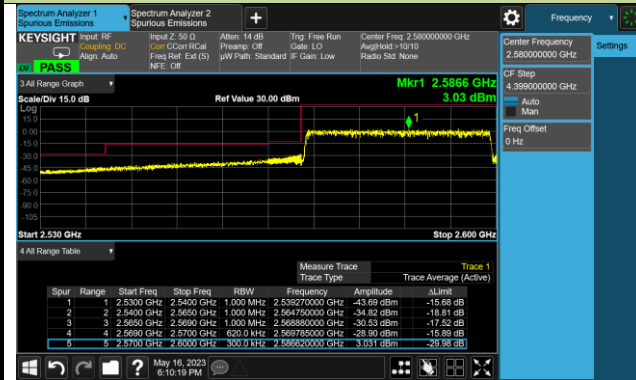 Spectrum Analyzer 1
Spurious Emissions
Spectrum Analyzer 2
Spurious Emissions
Frequency
KEYSIGHT
Input: RF
Coupling: DC
Align: Auto
Input Z: 50 Ω
Corr CCorr RCal
Freq Ref: Ext (S)
NFE: Off
Atten: 14 dB
Preamp: Off
µW Path: Standard
Trig: Free Run
Gate: LO
IF Gain: Low
Center Freq: 2.580000000 GHz
Avg|Hold:>10/10
Radio Std: None
PASS
Center Frequency
2.58000000 GHz
Settings
CF Step
4.399000000 GHz
Auto
Man
Freq Offset
0 Hz
3 All Range Graph
Mkr1 2.5866 GHz
Scale/Div 15.0 dB
Ref Value 30.00 dBm
3.03 dBm
Log
15.0
0.00
-15.0
-30.0
-45.0
-60.0
-75.0
-90.0
-105
1
Start 2.530 GHz
Stop 2.600 GHz
4 All Range Table
Measure Trace Trace 1
Trace Type Trace Average (Active)
Spur Range Start Freq Stop Freq RBW Frequency Amplitude ΔLimit
1 1 2.5300 GHz 2.5400 GHz 1.000 MHz 2.539270000 GHz -43.69 dBm -15.68 dB
2 2 2.5400 GHz 2.5650 GHz 1.000 MHz 2.564750000 GHz -34.82 dBm -18.81 dB
3 3 2.5650 GHz 2.5690 GHz 1.000 MHz 2.568880000 GHz -30.53 dBm -17.52 dB
4 4 2.5690 GHz 2.5700 GHz 620.0 kHz 2.569785000 GHz -28.90 dBm -15.89 dB
5 5 2.5700 GHz 2.6000 GHz 300.0 kHz 2.586620000 GHz 3.031 dBm -29.98 dB
May 16, 2023
6:10:19 PM